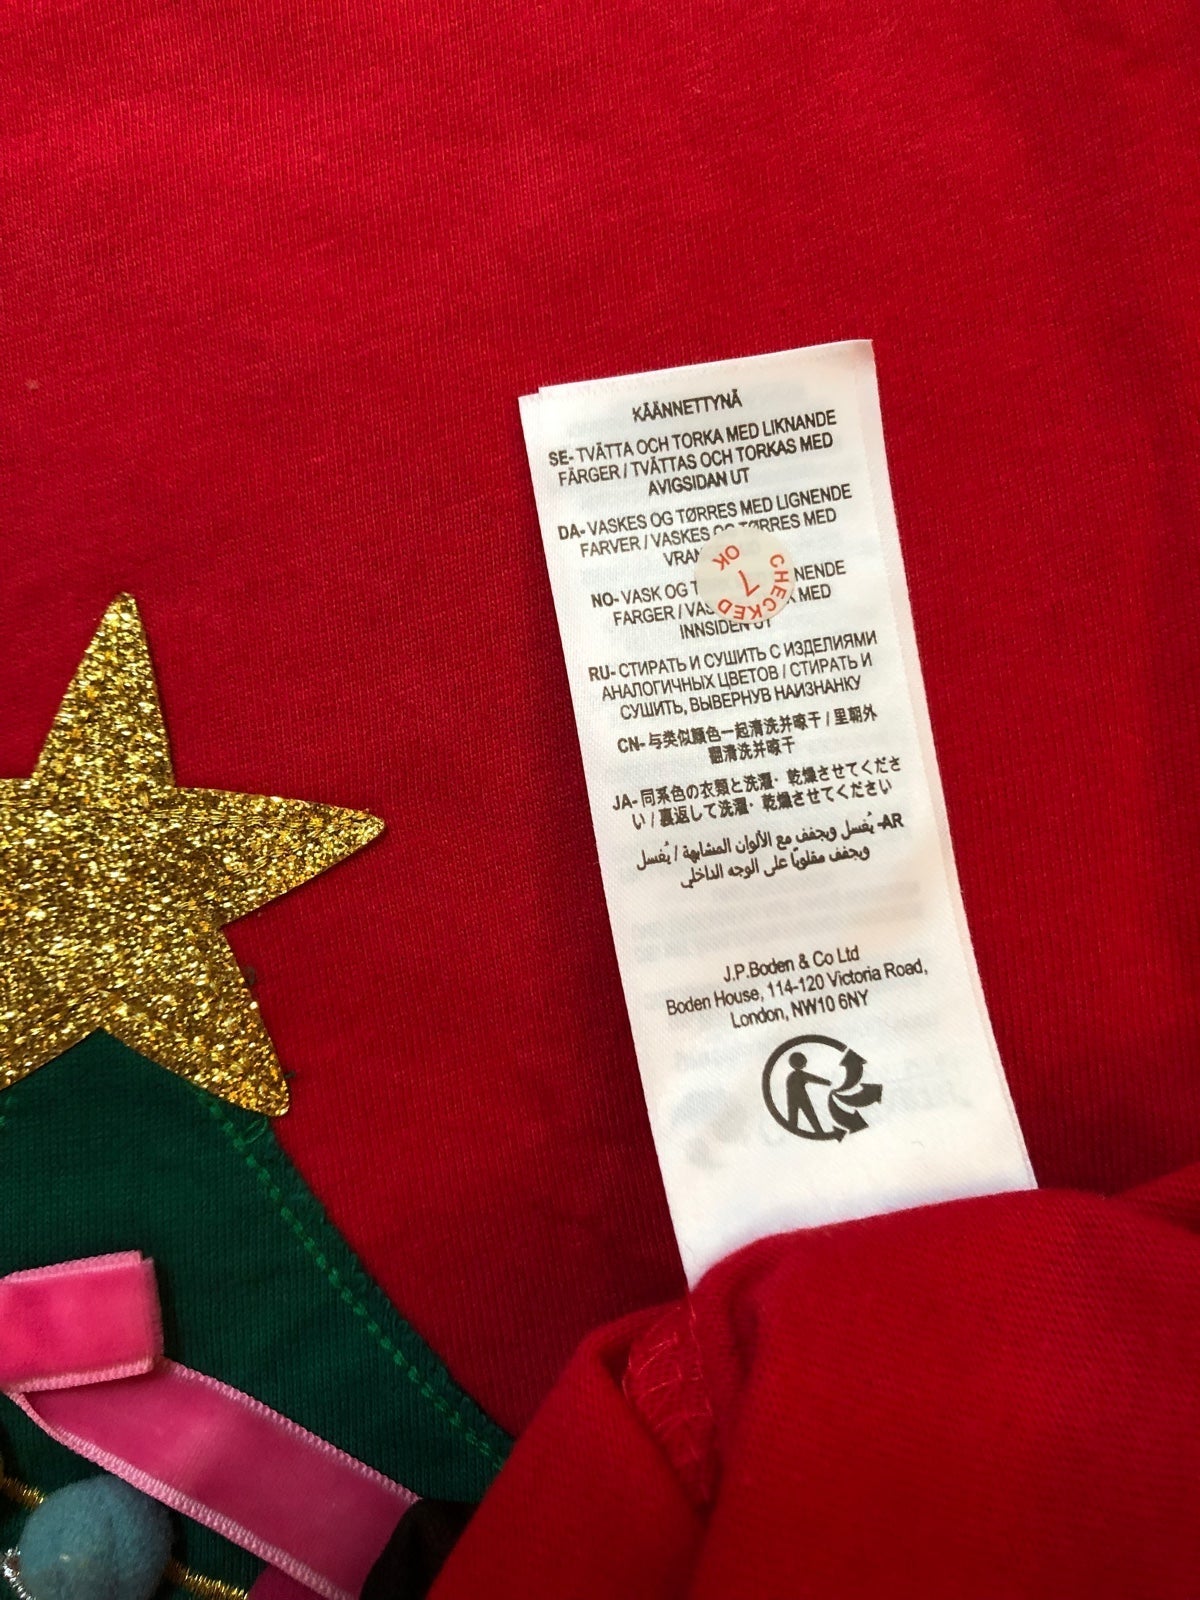 KÄÄNNETTYNÄ
SE- TVÄTTA OCH TORKA MED LIKNANDE
FÄRGER / TVÄTTAS OCH TORKAS MED
AVIGSIDAN UT
DA- VASKES OG TØRRES MED LIGNENDE
FARVER / VASKES OG TØRRES MED
VRAN
NO- VASK OG T NENDE
FARGER / VAS K MED
INNSIDEN UT
CHECKED
7
OK
RU- СТИРАТЬ И СУШИТЬ С ИЗДЕЛИЯМИ
АНАЛОГИЧНЫХ ЦВЕТОВ / СТИРАТЬ И
СУШИТЬ, ВЫВЕРНУВ НАИЗНАНКУ
CN- 与类似顔色一起清洗并晾干 / 里朝外
翻清洗并晾干
JA- 同系色の衣類と洗濯・乾燥させてくださ
い / 裏返して洗濯・乾燥させてください
AR- يُغسل ويجفف مع الألوان المشابهة / يُغسل
ويجفف مقلوبًا على الوجه الداخلي
J.P.Boden & Co Ltd
Boden House, 114-120 Victoria Road,
London, NW10 6NY